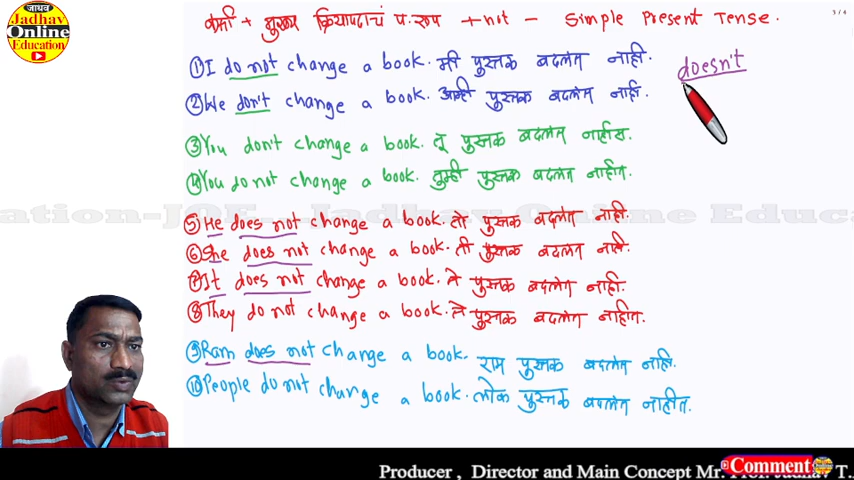 जाधव
Jadhav
Online
Education
कर्ता + मुख्य क्रियापदाचं प. रूप + not - Simple Present Tense.
3/4
① I do not change a book. मी पुस्तक बदलत नाही.
② We don't change a book. आम्ही पुस्तक बदलत नाही.
doesn't
③ You don't change a book. तू पुस्तक बदलत नाहीस.
④ You do not change a book. तुम्ही पुस्तक बदलत नाहीत.
⑤ He does not change a book. तो पुस्तक बदलत नाही.
⑥ She does not change a book. ती पुस्तक बदलत नाही.
⑦ It does not change a book. ते पुस्तक बदलत नाही.
⑧ They do not change a book. ते पुस्तक बदलत नाहीत.
⑨ Ram does not change a book. राम पुस्तक बदलत नाही.
⑩ People do not change a book. लोक पुस्तक बदलत नाहीत.
Comment
Producer , Director and Main Concept Mr. Prof. Jadhav T.